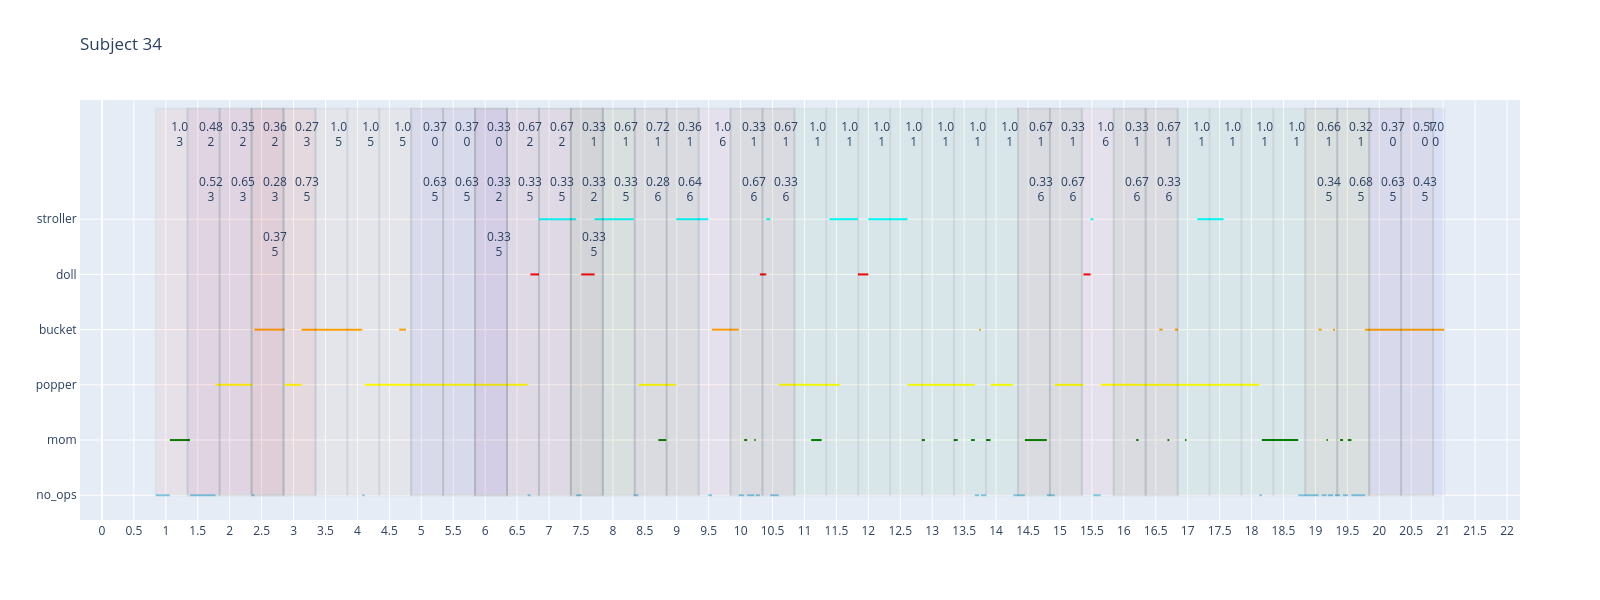 Subject 34
1.0 0.48 0.35 0.36 0.27 1.0 1.0 1.0 0.37 0.37 0.33 0.67 0.67 0.33 0.67 0.72 0.36 1.0 0.33 0.67 1.0 1.0 1.0 1.0 1.0 1.0 1.0 0.67 0.33 1.0 0.33 0.67 1.0 1.0 1.0 1.0 0.66 0.32 0.37 0.57 1.0
3 2 2 2 3 5 5 5 0 0 0 2 2 1 1 1 1 6 1 1 1 1 1 1 1 1 1 1 1 6 1 1 1 1 1 1 1 1 0 0 0
0.52 0.65 0.28 0.73 0.63 0.63 0.33 0.33 0.33 0.33 0.33 0.28 0.64 0.67 0.33 0.33 0.67 0.67 0.33 0.34 0.68 0.63 0.43
3 3 3 5 5 5 2 5 5 2 5 6 6 6 6 6 6 6 6 5 5 5 5
stroller
0.37 0.33 0.33
5 5 5
doll
bucket
popper
mom
no_ops
0 0.5 1 1.5 2 2.5 3 3.5 4 4.5 5 5.5 6 6.5 7 7.5 8 8.5 9 9.5 10 10.5 11 11.5 12 12.5 13 13.5 14 14.5 15 15.5 16 16.5 17 17.5 18 18.5 19 19.5 20 20.5 21 21.5 22